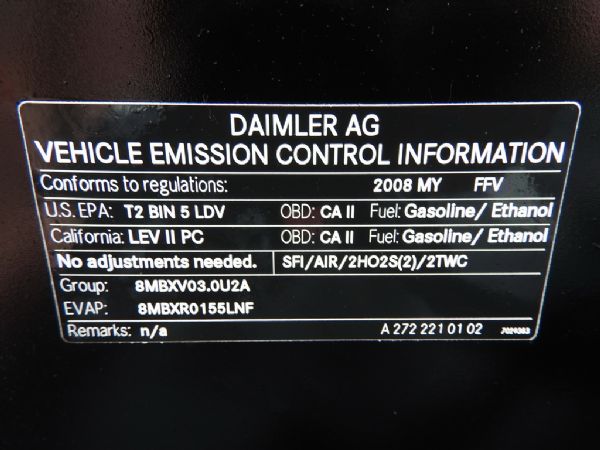 DAIMLER AG
VEHICLE EMISSION CONTROL INFORMATION
Conforms to regulations: 2008 MY FFV
U.S. EPA: T2 BIN 5 LDV OBD: CA II Fuel: Gasoline/ Ethanol
California: LEV II PC OBD: CA II Fuel: Gasoline/ Ethanol
No adjustments needed. SFI/AIR/2HO2S(2)/2TWC
Group: 8MBXV03.0U2A
EVAP: 8MBXR0155LNF
Remarks: n/a A 272 221 01 02